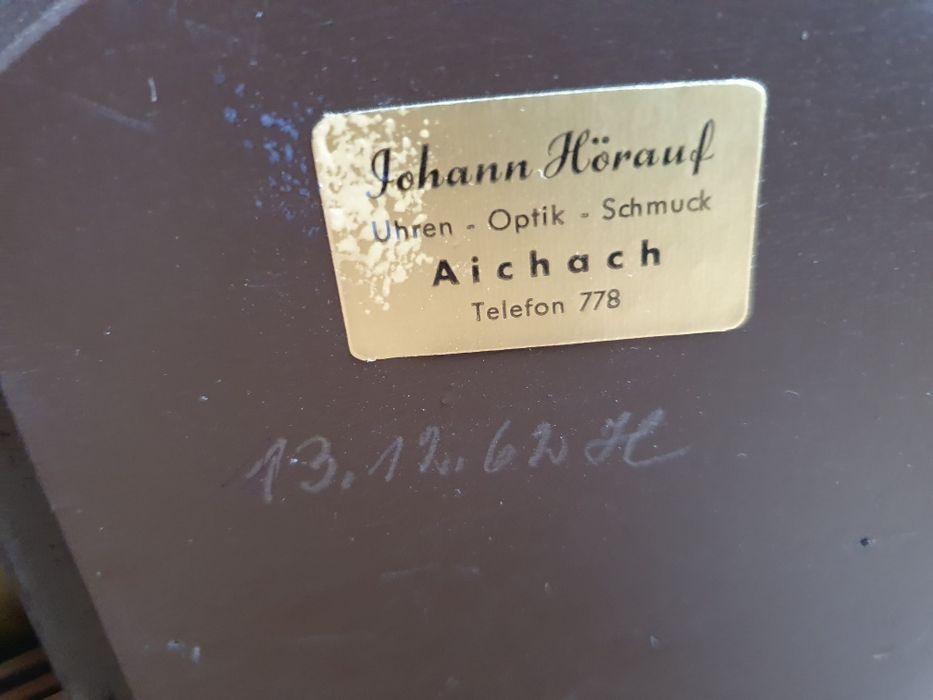 Johann Hörauf
Uhren - Optik - Schmuck
Aichach
Telefon 778
13.12.62 H